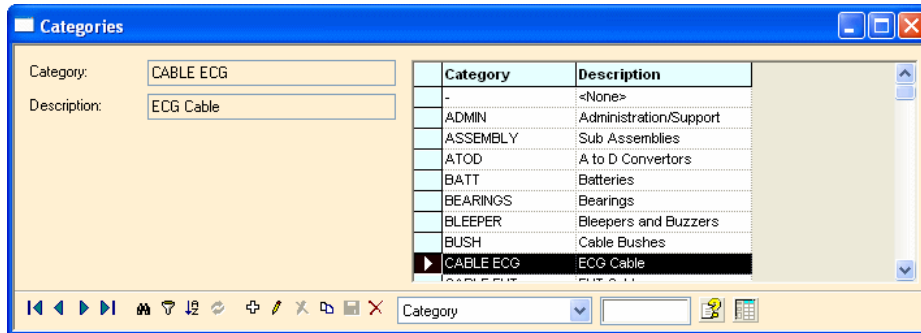 Categories
Category: CABLE ECG
Description: ECG Cable
Category Description
- <None>
ADMIN Administration/Support
ASSEMBLY Sub Assemblies
ATOD A to D Convertors
BATT Batteries
BEARINGS Bearings
BLEEPER Bleepers and Buzzers
BUSH Cable Bushes
CABLE ECG ECG Cable
Category